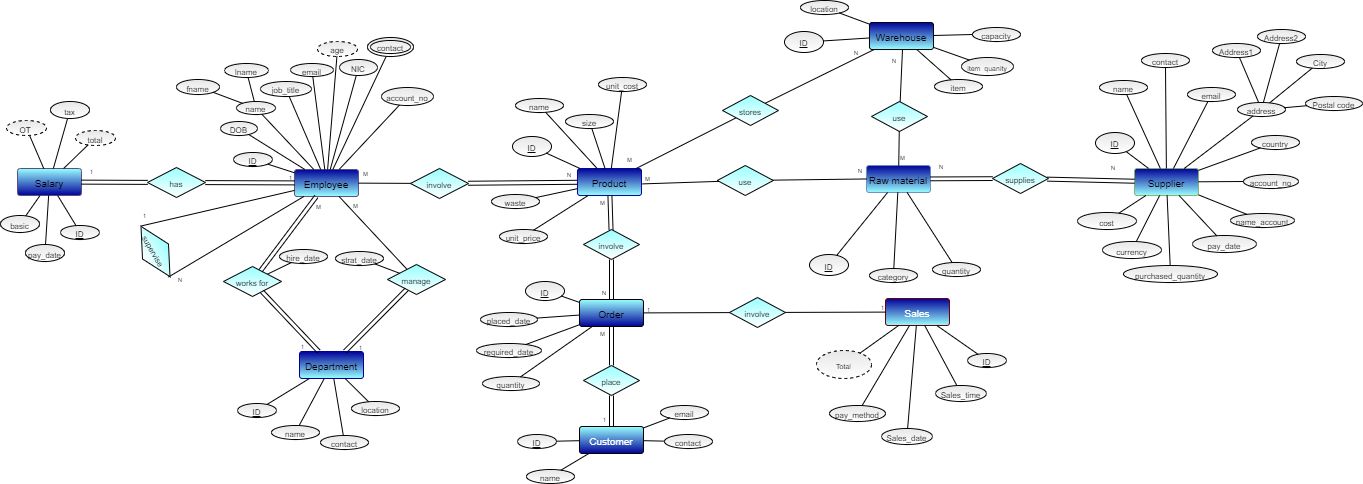 location
Warehouse
ID
capacity
N
N
item_quanity
item
age
contact
lname
email
NIC
fname
job_title
name
account_no
DOB
ID
OT
tax
total
Salary
1
has
1
Employee
M
basic
pay_date
ID
1
supervise
N
M
M
works for
hire_date
strat_date
manage
1
1
Department
ID
name
contact
location
involve
N
Product
M
M
M
name
unit_cost
size
ID
waste
unit_price
stores
use
use
M
N
Raw material
N
ID
category
quantity
supplies
N
Supplier
contact
name
email
ID
Address1
Address2
City
Postal code
address
country
account_no
name_account
pay_date
purchased_quantity
currency
cost
involve
N
ID
Order
placed_date
required_date
quantity
M
1
involve
1
Sales
Total
pay_method
Sales_date
Sales_time
ID
place
1
Customer
ID
name
email
contact